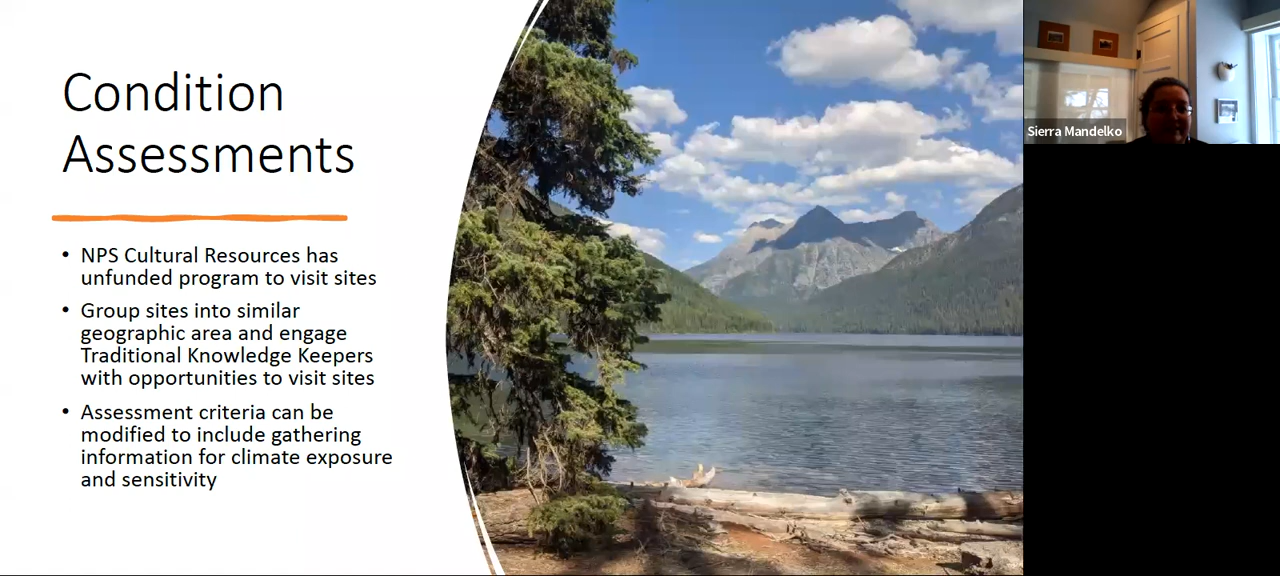 Condition
Assessments
• NPS Cultural Resources has
unfunded program to visit sites
• Group sites into similar
geographic area and engage
Traditional Knowledge Keepers
with opportunities to visit sites
• Assessment criteria can be
modified to include gathering
information for climate exposure
and sensitivity
Sierra Mandelko